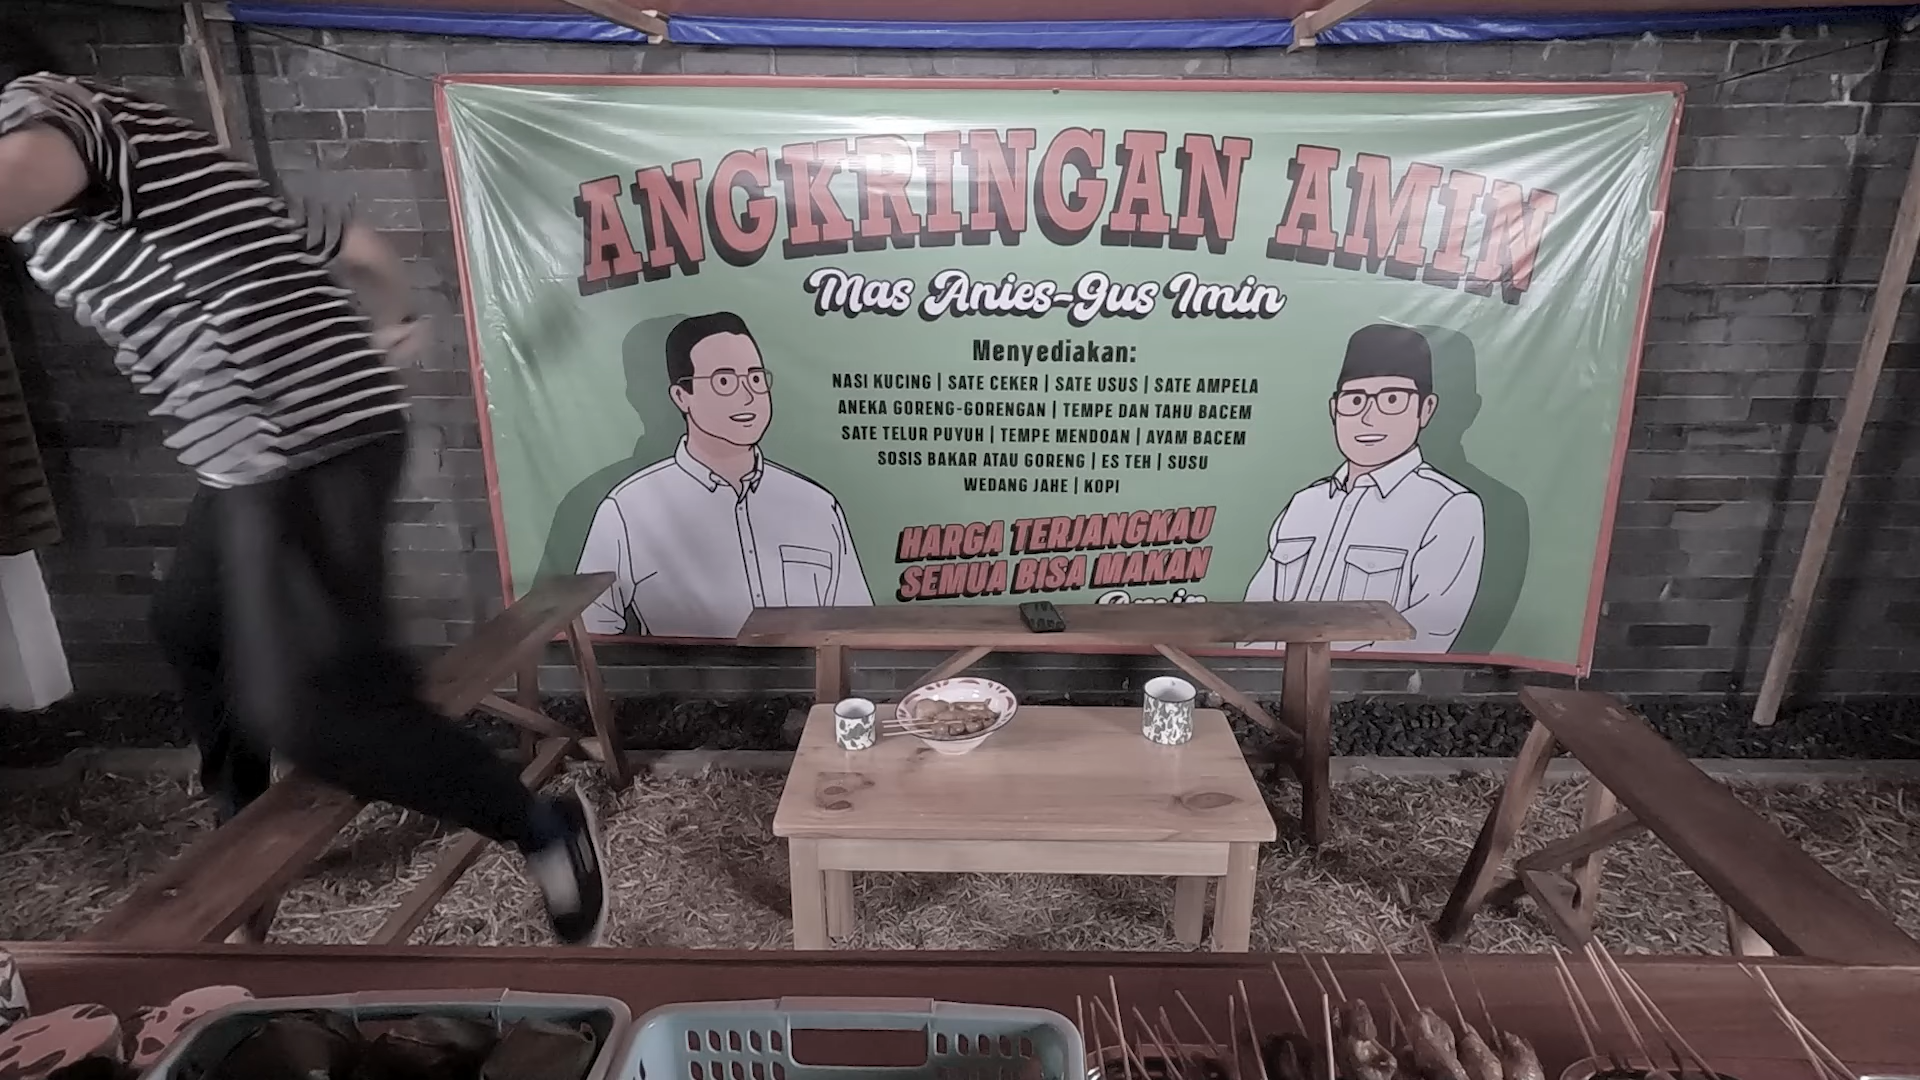 ANGKRINGAN AMIN
Mas Anies-Gus Imin
Menyediakan:
NASI KUCING | SATE CEKER | SATE USUS | SATE AMPELA
ANEKA GORENG-GORENGAN | TEMPE DAN TAHU BACEM
SATE TELUR PUYUH | TEMPE MENDOAN | AYAM BACEM
SOSIS BAKAR ATAU GORENG | ES TEH | SUSU
WEDANG JAHE | KOPI
HARGA TERJANGKAU
SEMUA BISA MAKAN
Amin